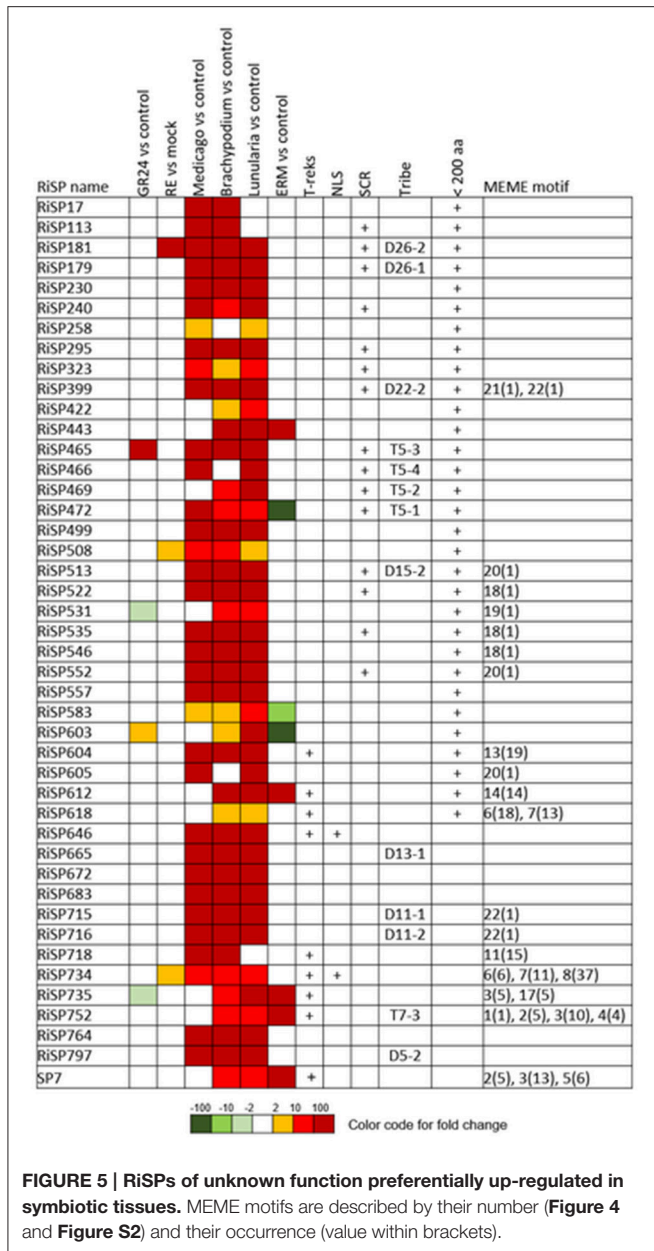 RiSP name GR24 vs control RE vs mock Medicago vs control Brachypodium vs control Lunularia vs control ERM vs control T-reks NLS SCR Tribe < 200 aa MEME motif
RiSP17 +
RiSP113 + +
RiSP181 + D26-2 +
RiSP179 + D26-1 +
RiSP230 +
RiSP240 + +
RiSP258 +
RiSP295 + +
RiSP323 + +
RiSP399 + D22-2 + 21(1), 22(1)
RiSP422 +
RiSP443 +
RiSP465 + T5-3 +
RiSP466 + T5-4 +
RiSP469 + T5-2 +
RiSP472 + T5-1 +
RiSP499 +
RiSP508 +
RiSP513 + D15-2 + 20(1)
RiSP522 + + 18(1)
RiSP531 + 19(1)
RiSP535 + + 18(1)
RiSP546 + 18(1)
RiSP552 + + 20(1)
RiSP557 +
RiSP583 +
RiSP603 +
RiSP604 + + 13(19)
RiSP605 + 20(1)
RiSP612 + + 14(14)
RiSP618 + + 6(18), 7(13)
RiSP646 + +
RiSP665 D13-1
RiSP672
RiSP683
RiSP715 D11-1 22(1)
RiSP716 D11-2 22(1)
RiSP718 + 11(15)
RiSP734 + + 6(6), 7(11), 8(37)
RiSP735 + 3(5), 17(5)
RiSP752 + T7-3 1(1), 2(5), 3(10), 4(4)
RiSP764
RiSP797 D5-2
SP7 + 2(5), 3(13), 5(6)
-100 -10 -2 2 10 100
Color code for fold change
FIGURE 5 | RiSPs of unknown function preferentially up-regulated in
symbiotic tissues. MEME motifs are described by their number (Figure 4
and Figure S2) and their occurrence (value within brackets).